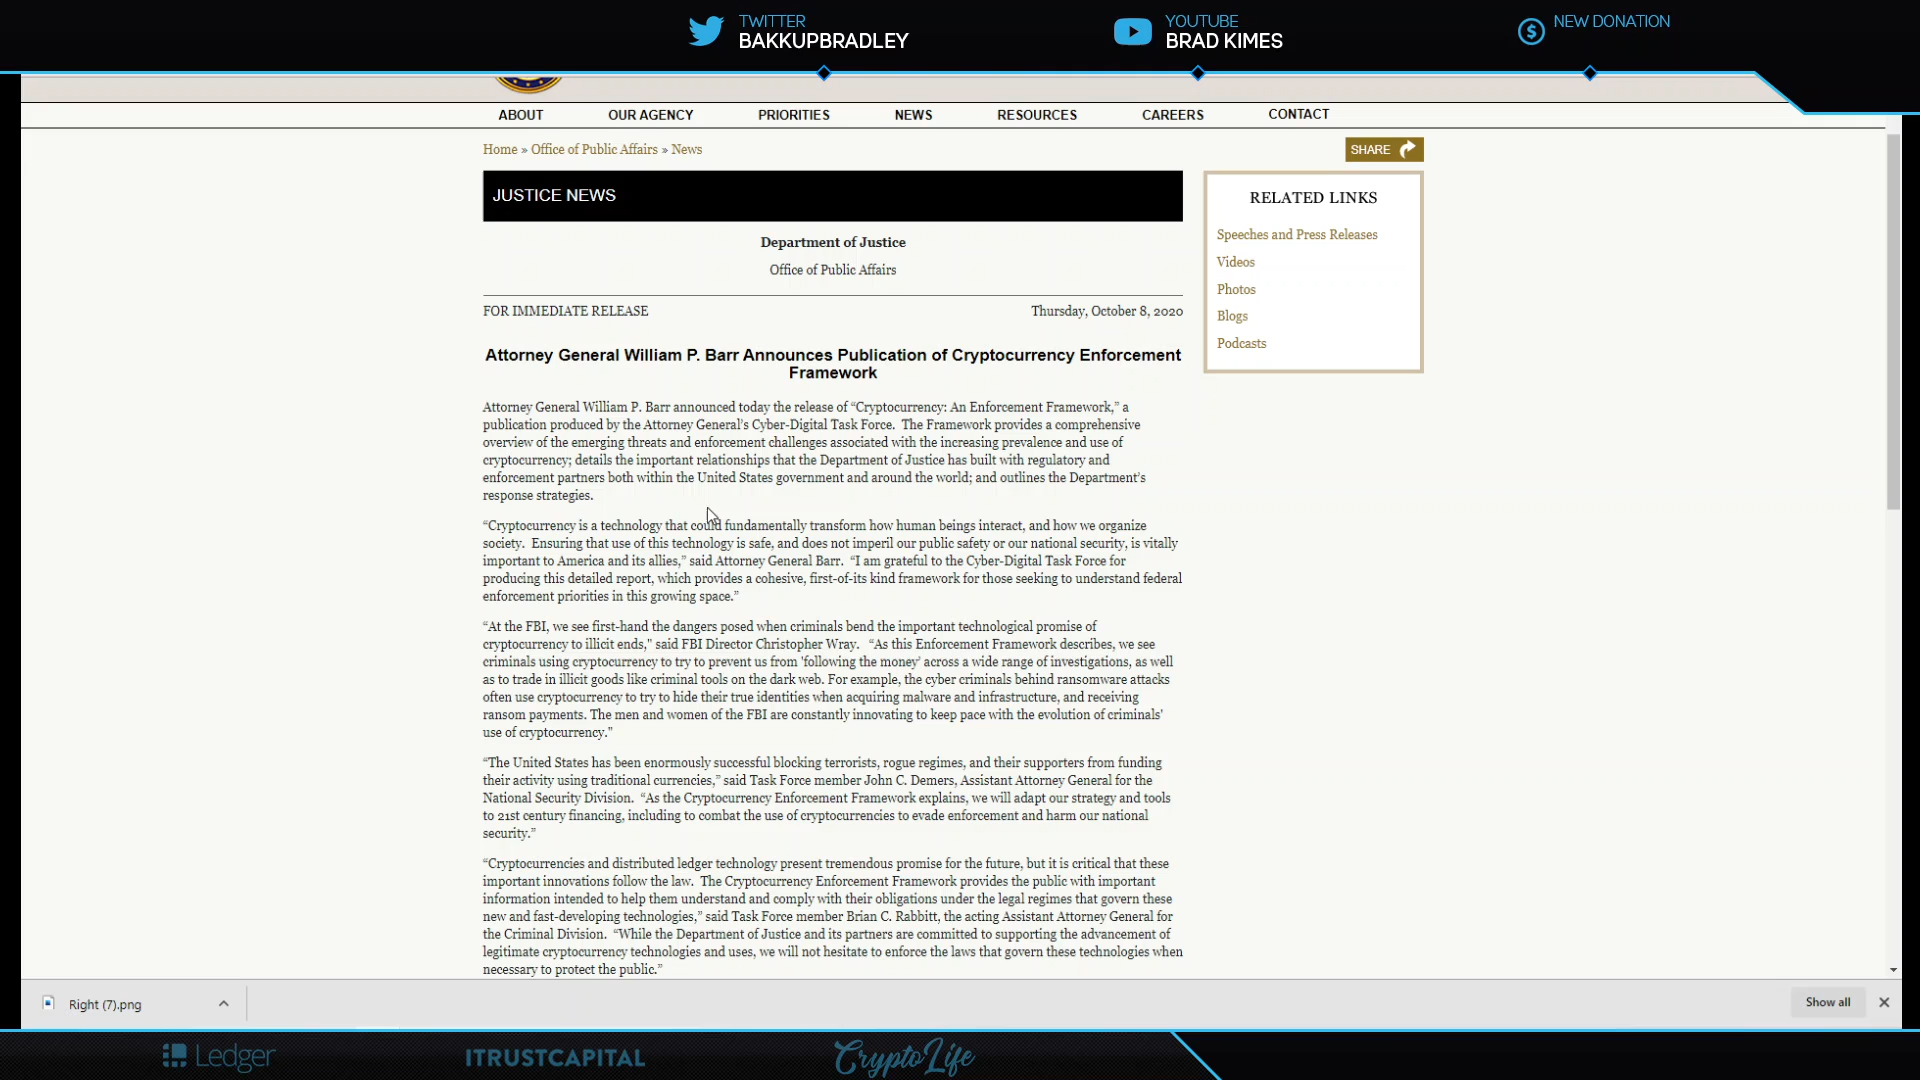 TWITTER
BAKKUPBRADLEY
YOUTUBE
BRAD KIMES
NEW DONATION
ABOUT OUR AGENCY PRIORITIES NEWS RESOURCES CAREERS CONTACT
Home » Office of Public Affairs » News
SHARE
JUSTICE NEWS
Department of Justice
Office of Public Affairs
FOR IMMEDIATE RELEASE
Thursday, October 8, 2020
Attorney General William P. Barr Announces Publication of Cryptocurrency Enforcement
Framework
Attorney General William P. Barr announced today the release of “Cryptocurrency: An Enforcement Framework,” a
publication produced by the Attorney General’s Cyber-Digital Task Force.  The Framework provides a comprehensive
overview of the emerging threats and enforcement challenges associated with the increasing prevalence and use of
cryptocurrency; details the important relationships that the Department of Justice has built with regulatory and
enforcement partners both within the United States government and around the world; and outlines the Department’s
response strategies.
“Cryptocurrency is a technology that could fundamentally transform how human beings interact, and how we organize
society.  Ensuring that use of this technology is safe, and does not imperil our public safety or our national security, is vitally
important to America and its allies,” said Attorney General Barr.  “I am grateful to the Cyber-Digital Task Force for
producing this detailed report, which provides a cohesive, first-of-its kind framework for those seeking to understand federal
enforcement priorities in this growing space.”
“At the FBI, we see first-hand the dangers posed when criminals bend the important technological promise of
cryptocurrency to illicit ends," said FBI Director Christopher Wray.   “As this Enforcement Framework describes, we see
criminals using cryptocurrency to try to prevent us from 'following the money' across a wide range of investigations, as well
as to trade in illicit goods like criminal tools on the dark web. For example, the cyber criminals behind ransomware attacks
often use cryptocurrency to try to hide their true identities when acquiring malware and infrastructure, and receiving
ransom payments. The men and women of the FBI are constantly innovating to keep pace with the evolution of criminals'
use of cryptocurrency."
“The United States has been enormously successful blocking terrorists, rogue regimes, and their supporters from funding
their activity using traditional currencies,” said Task Force member John C. Demers, Assistant Attorney General for the
National Security Division.  “As the Cryptocurrency Enforcement Framework explains, we will adapt our strategy and tools
to 21st century financing, including to combat the use of cryptocurrencies to evade enforcement and harm our national
security.”
“Cryptocurrencies and distributed ledger technology present tremendous promise for the future, but it is critical that these
important innovations follow the law.  The Cryptocurrency Enforcement Framework provides the public with important
information intended to help them understand and comply with their obligations under the legal regimes that govern these
new and fast-developing technologies,” said Task Force member Brian C. Rabbitt, the acting Assistant Attorney General for
the Criminal Division.  “While the Department of Justice and its partners are committed to supporting the advancement of
legitimate cryptocurrency technologies and uses, we will not hesitate to enforce the laws that govern these technologies when
necessary to protect the public.”
RELATED LINKS
Speeches and Press Releases
Videos
Photos
Blogs
Podcasts
Right (7).png
Show all
Ledger
ITRUSTCAPITAL
CryptoLife